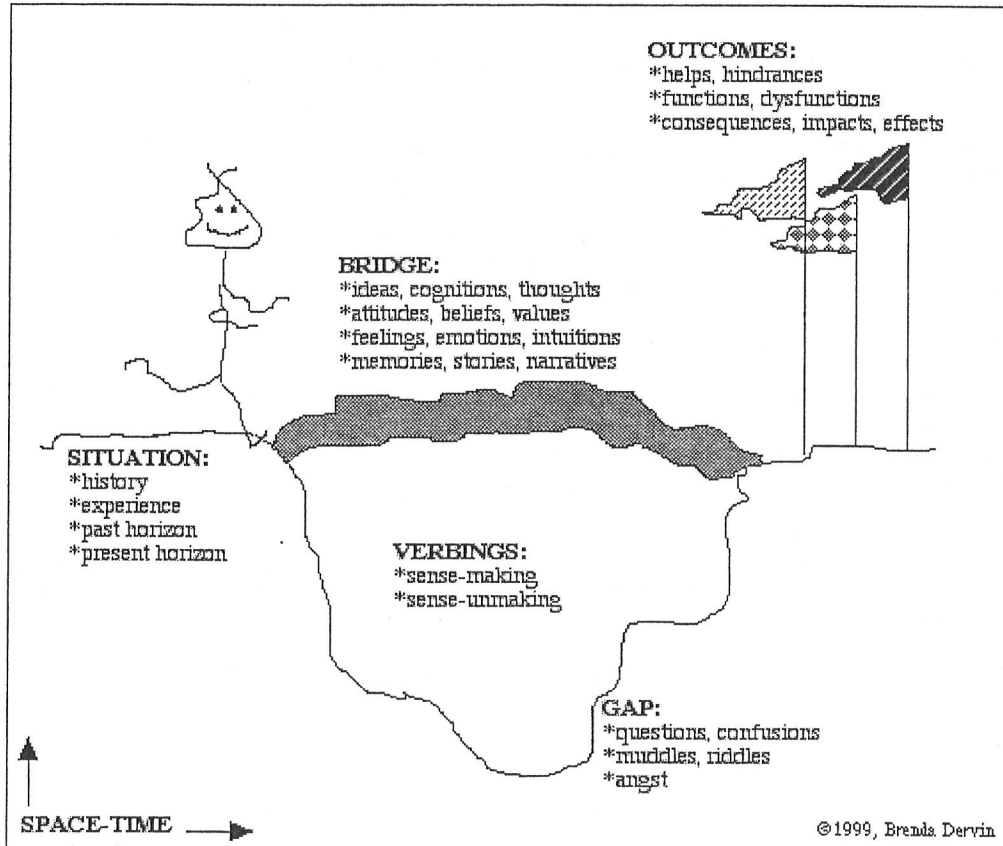 OUTCOMES:
*helps, hindrances
*functions, dysfunctions
*consequences, impacts, effects
BRIDGE:
*ideas, cognitions, thoughts
*attitudes, beliefs, values
*feelings, emotions, intuitions
*memories, stories, narratives
SITUATION:
*history
*experience
*past horizon
*present horizon
VERBINGS:
*sense-making
*sense-unmaking
GAP:
*questions, confusions
*muddles, riddles
*angst
SPACE-TIME
©1999, Brenda Dervin